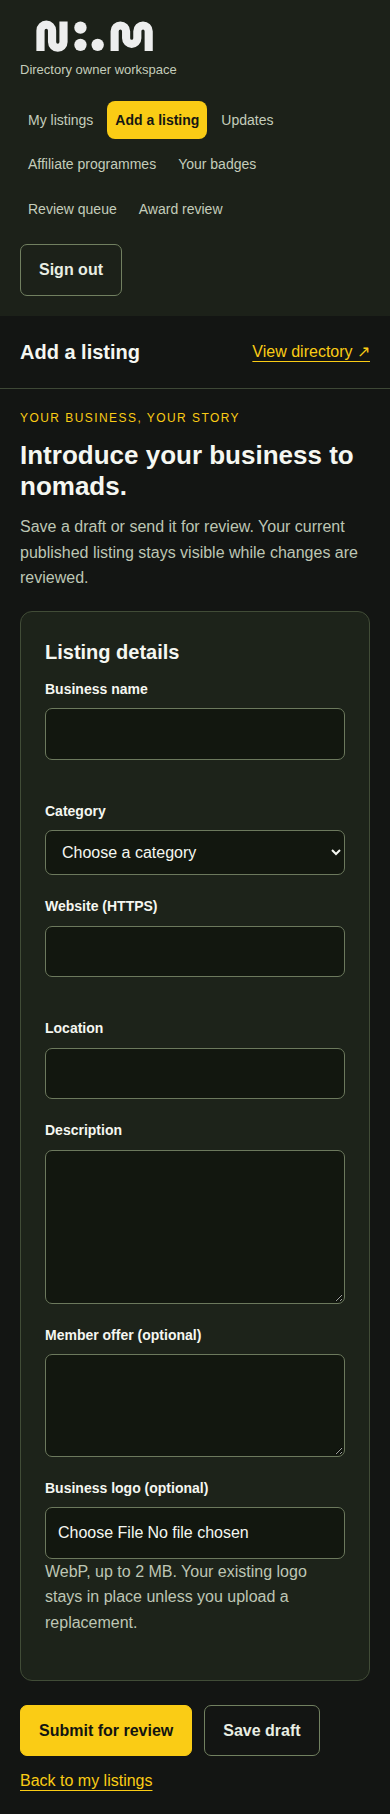 N:.M
Directory owner workspace
My listings Add a listing Updates
Affiliate programmes Your badges
Review queue Award review
Sign out
Add a listing View directory ↗
YOUR BUSINESS, YOUR STORY
Introduce your business to
nomads.
Save a draft or send it for review. Your current
published listing stays visible while changes are
reviewed.
Listing details
Business name
Category
Choose a category
Website (HTTPS)
Location
Description
Member offer (optional)
Business logo (optional)
Choose File No file chosen
WebP, up to 2 MB. Your existing logo
stays in place unless you upload a
replacement.
Submit for review Save draft
Back to my listings